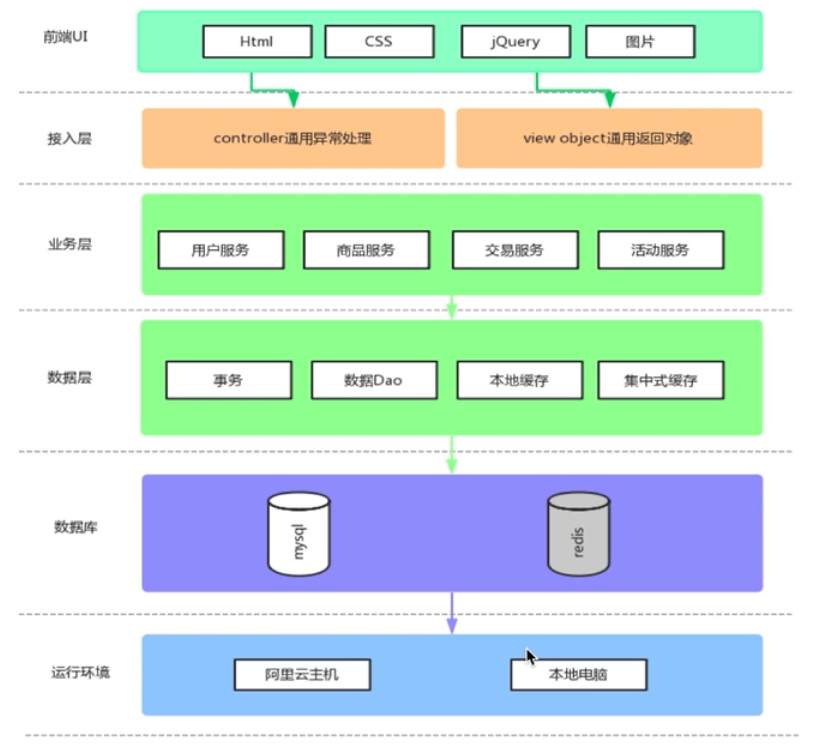 前端UI
Html
CSS
jQuery
图片
接入层
controller通用异常处理
view object通用返回对象
业务层
用户服务
商品服务
交易服务
活动服务
数据层
事务
数据Dao
本地缓存
集中式缓存
数据库
mysql
redis
运行环境
阿里云主机
本地电脑